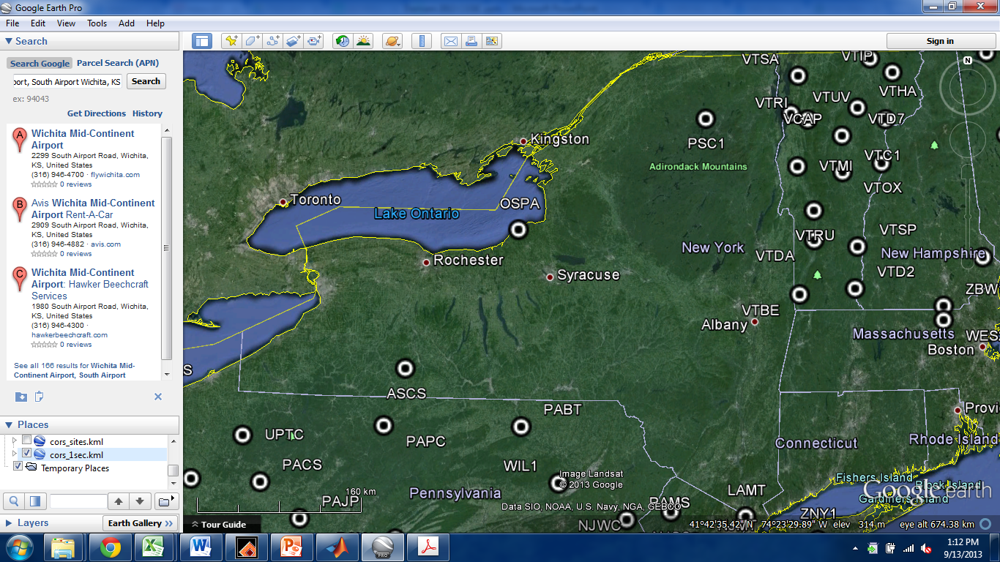 Google Earth Pro
File Edit View Tools Add Help
Search
Sign in
Search Google Parcel Search (APN)
port, South Airport Wichita, KS Search
ex: 94043
Get Directions History
A
Wichita Mid-Continent
Airport
2299 South Airport Road, Wichita,
KS, United States
(316) 946-4700 · flywichita.com
0 reviews
B
Avis Wichita Mid-Continent
Airport Rent-A-Car
2909 South Airport Road, Wichita,
KS, United States
(316) 946-4882 · avis.com
0 reviews
C
Wichita Mid-Continent
Airport: Hawker Beechcraft
Services
1980 South Airport Road, Wichita,
KS, United States
(316) 946-4300 ·
hawkerbeechcraft.com
0 reviews
See all 166 results for Wichita Mid-
Continent Airport, South Airport
Places
cors_sites.kml
cors_1sec.kml
Temporary Places
Layers
Earth Gallery >>
VTSA
VTIP
N
VTUV
VTHA
VTRI
VCAP
VTD7
Kingston
PSC1
VTC1
Adirondack Mountains
VTMI
VTOX
Toronto
OSPA
Lake Ontario
VTRU
VTSP
New York
New Hampshire
VTDA
Rochester
VTD2
Syracuse
ZBW
VTBE
Albany
Massachusetts
WES
Boston
S
ASCS
PABT
Provi
UPTC
PAPC
Connecticut
Rhode Island
PACS
WIL1
Image Landsat
© 2013 Google
Fishers Island
Block Island
Google earth
Gardiners Island
160 km
Pennsylvania
LAMT
PAJP
Data SIO, NOAA, U.S. Navy, NGA, GEBCO
PAMS
ZNY1
Tour Guide
NJWC
41°42'35.42" N 74°23'29.89" W elev 314 m eye alt 674.38 km
PRO
1:12 PM
9/13/2013